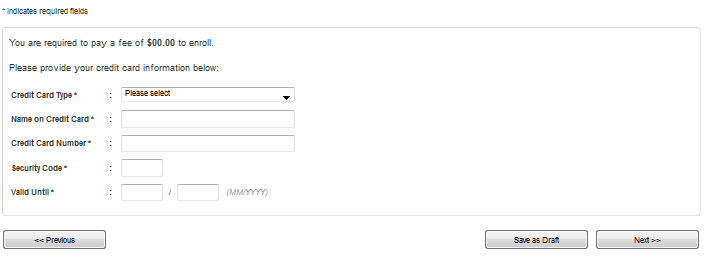 * Indicates required fields
You are required to pay a fee of $00.00 to enroll.
Please provide your credit card information below:
Credit Card Type * : Please select
Name on Credit Card * :
Credit Card Number * :
Security Code * :
Valid Until * : / (MM/YYYY)
<< Previous Save as Draft Next >>